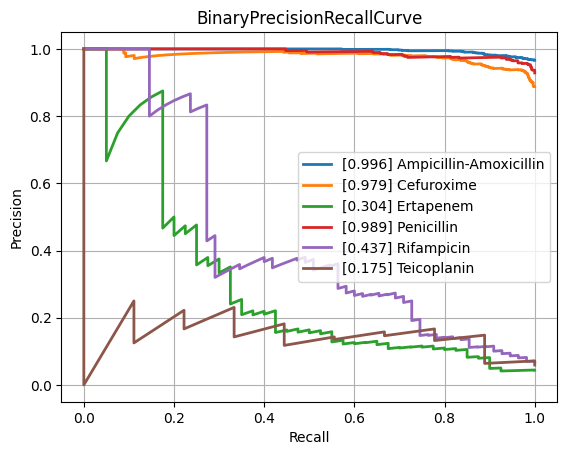 BinaryPrecisionRecallCurve
1.0
0.8
0.6
0.4
0.2
0.0
Precision
[0.996] Ampicillin-Amoxicillin
[0.979] Cefuroxime
[0.304] Ertapenem
[0.989] Penicillin
[0.437] Rifampicin
[0.175] Teicoplanin
0.0 0.2 0.4 0.6 0.8 1.0
Recall